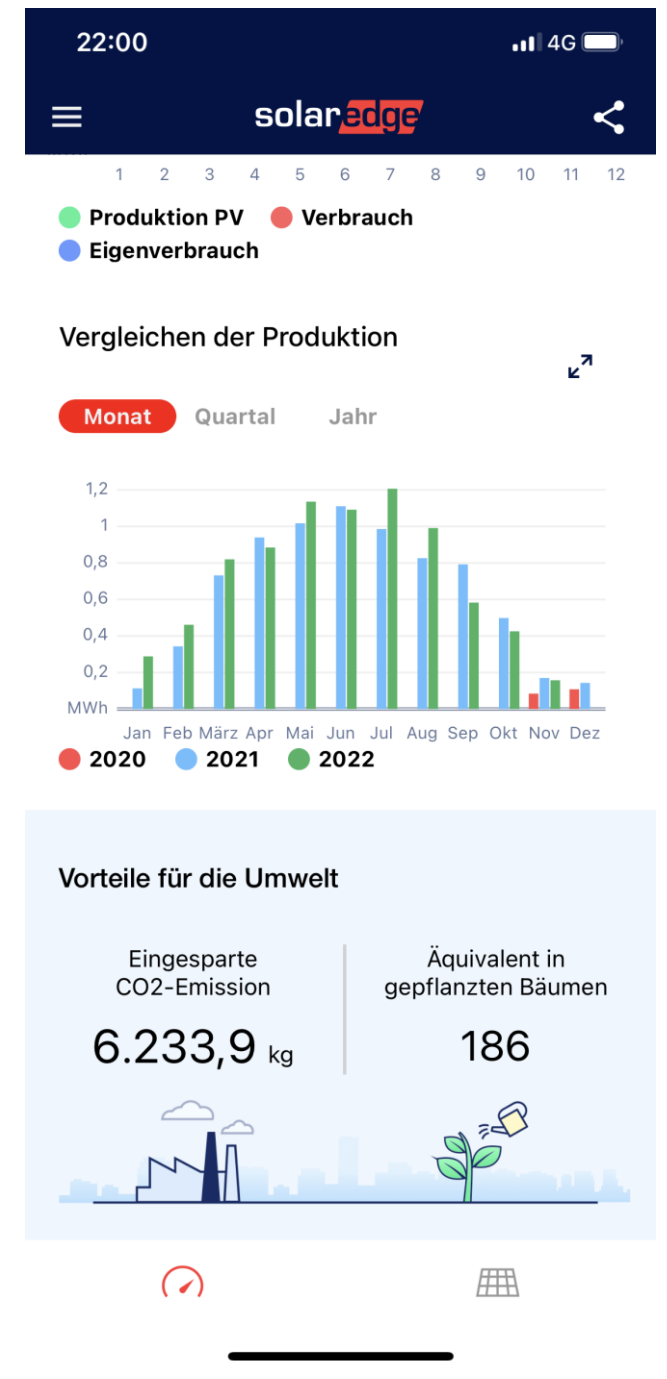 22:00
4G
solaredge
1 2 3 4 5 6 7 8 9 10 11 12
Produktion PV Verbrauch
Eigenverbrauch
Vergleichen der Produktion
Monat Quartal Jahr
1,2
1
0,8
0,6
0,4
0,2
MWh
Jan Feb März Apr Mai Jun Jul Aug Sep Okt Nov Dez
2020 2021 2022
Vorteile für die Umwelt
Eingesparte
CO2-Emission
6.233,9 kg
Äquivalent in
gepflanzten Bäumen
186